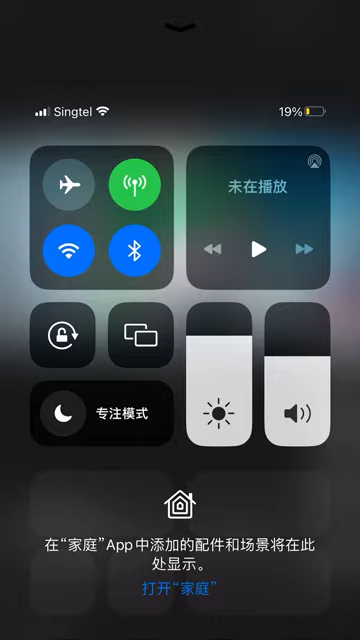 Singtel
19%
未在播放
专注模式
在“家庭”App 中添加的配件和场景将在此
处显示。
打开“家庭”